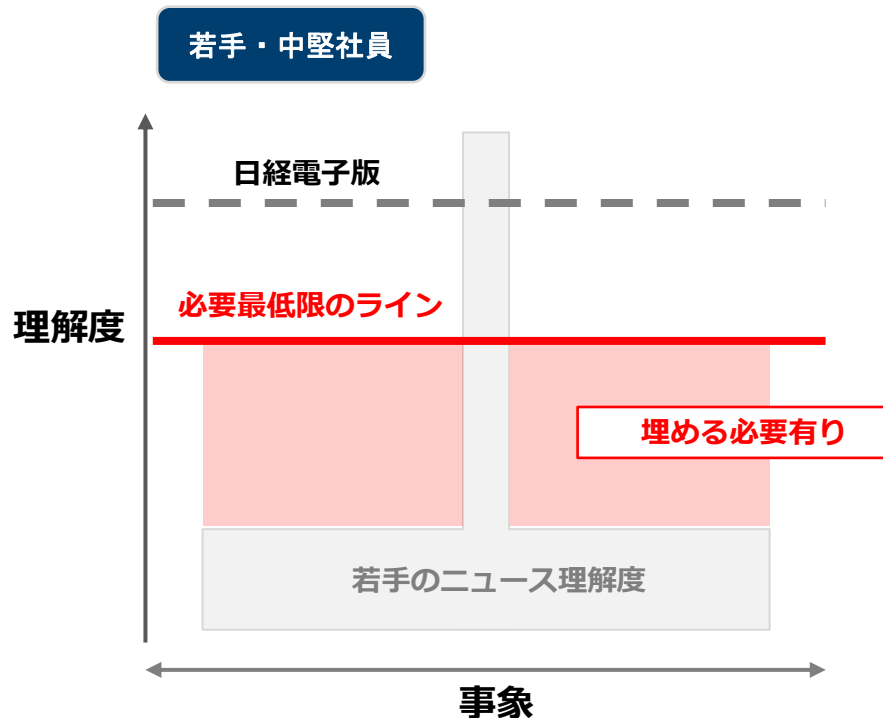 若手・中堅社員
日経電子版
必要最低限のライン
理解度
埋める必要有り
若手のニュース理解度
事象